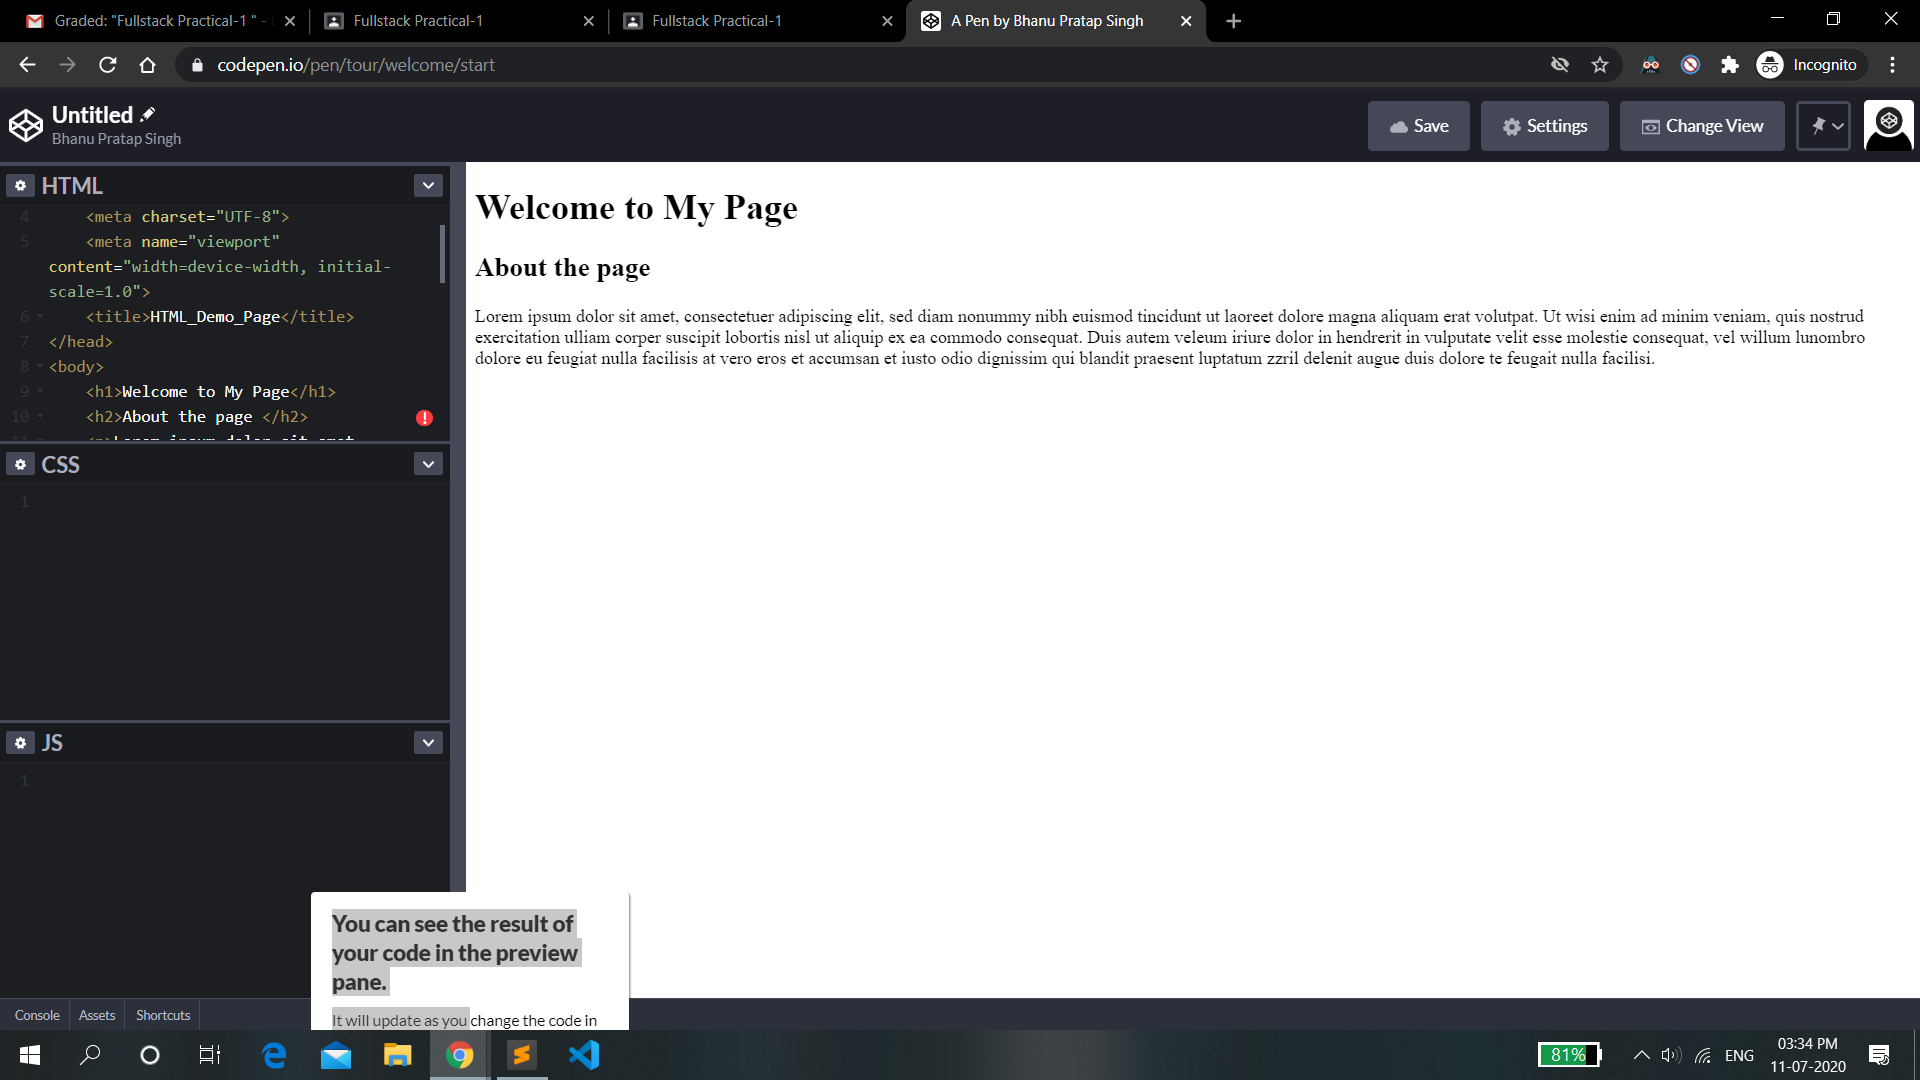 Graded: "Fullstack Practical-1 " -
Fullstack Practical-1
Fullstack Practical-1
A Pen by Bhanu Pratap Singh
codepen.io/pen/tour/welcome/start
Incognito
Untitled
Bhanu Pratap Singh
Save
Settings
Change View
HTML
4 <meta charset="UTF-8">
5 <meta name="viewport"
content="width=device-width, initial-
scale=1.0">
6 <title>HTML_Demo_Page</title>
7 </head>
8 <body>
9 <h1>Welcome to My Page</h1>
10 <h2>About the page </h2>
11 <p>Lorem ipsum dolor sit amet,
CSS
1
JS
1
Welcome to My Page
About the page
Lorem ipsum dolor sit amet, consectetuer adipiscing elit, sed diam nonummy nibh euismod tincidunt ut laoreet dolore magna aliquam erat volutpat. Ut wisi enim ad minim veniam, quis nostrud
exercitation ulliam corper suscipit lobortis nisl ut aliquip ex ea commodo consequat. Duis autem veleum iriure dolor in hendrerit in vulputate velit esse molestie consequat, vel willum lunombro
dolore eu feugiat nulla facilisis at vero eros et accumsan et iusto odio dignissim qui blandit praesent luptatum zzril delenit augue duis dolore te feugait nulla facilisi.
You can see the result of
your code in the preview
pane.
It will update as you change the code in
Console
Assets
Shortcuts
81%
ENG
03:34 PM
11-07-2020